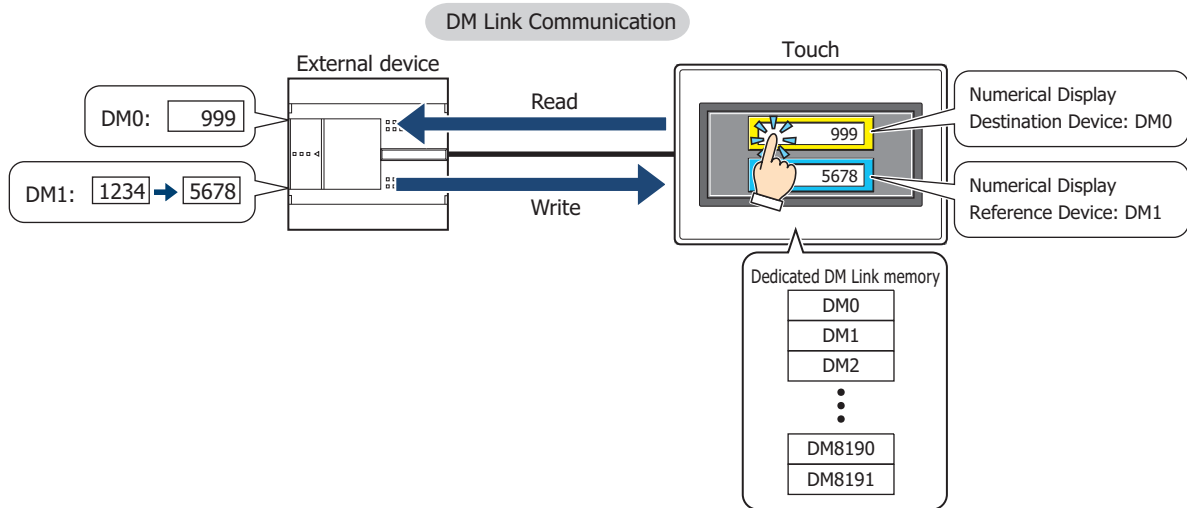 DM Link Communication
Touch
External device
DM0: 999
Read
999
Numerical Display
Destination Device: DM0
DM1: 1234 5678
Write
5678
Numerical Display
Reference Device: DM1
Dedicated DM Link memory
DM0
DM1
DM2
DM8190
DM8191